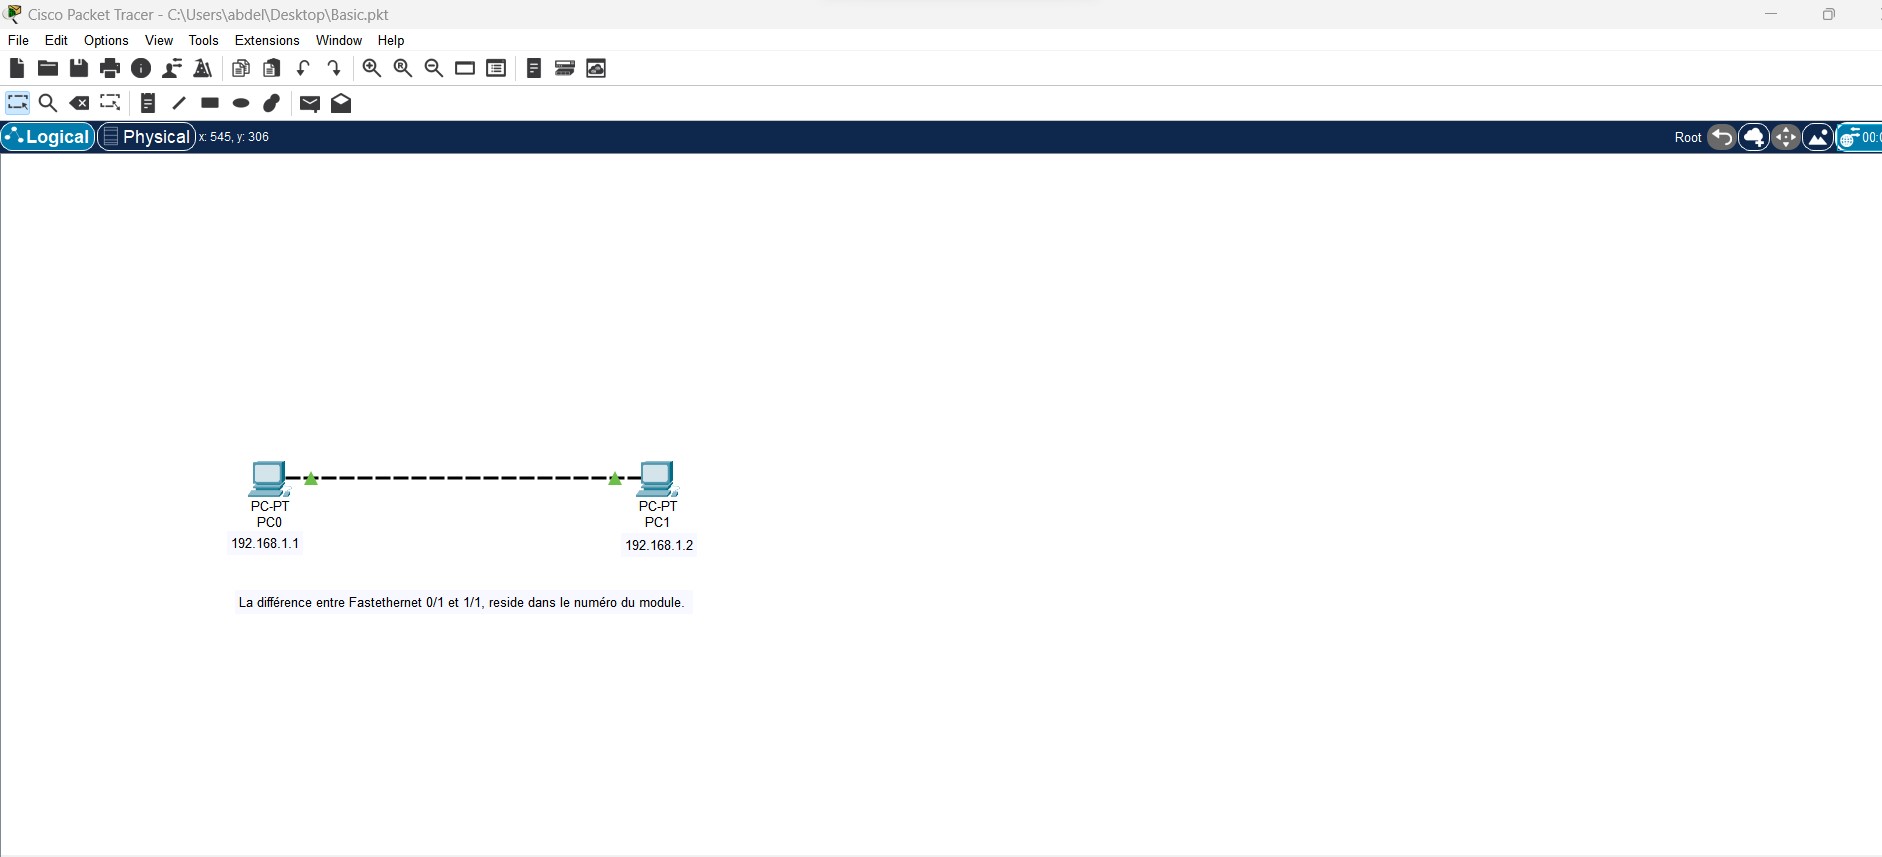 Cisco Packet Tracer - C:\Users\abdel\Desktop\Basic.pkt
File Edit Options View Tools Extensions Window Help
Logical Physical x: 545, y: 306 Root
PC-PT
PC0
192.168.1.1
PC-PT
PC1
192.168.1.2
La différence entre Fastethernet 0/1 et 1/1, reside dans le numéro du module.